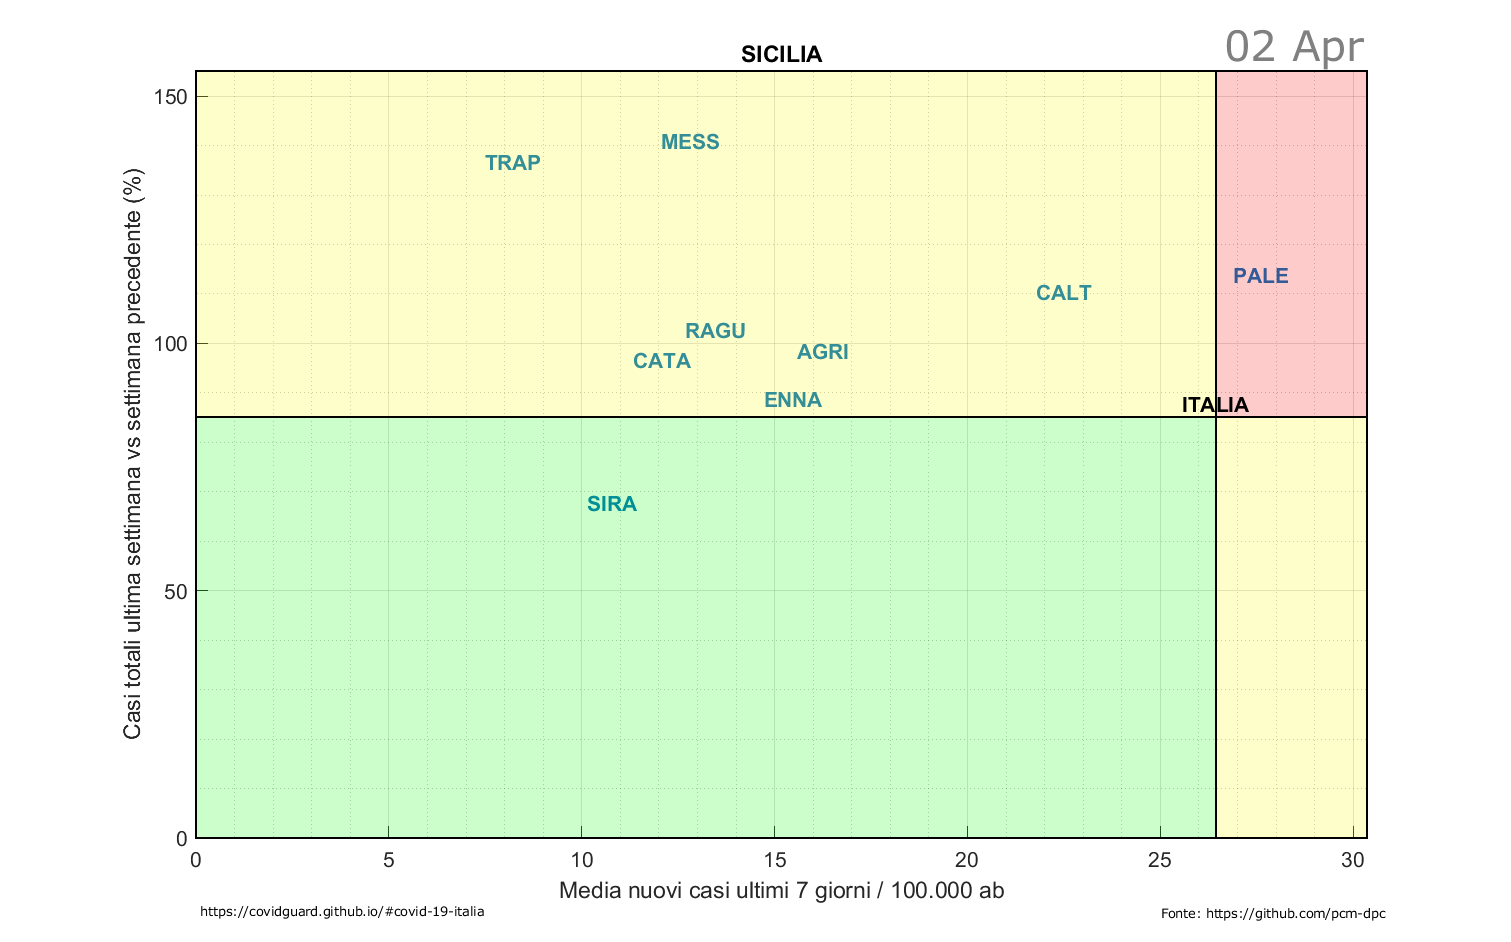 SICILIA
02 Apr
150
MESS
TRAP
PALE
CALT
RAGU
100
AGRI
CATA
ENNA
ITALIA
SIRA
50
0
Casi totali ultima settimana vs settimana precedente (%)
0 5 10 15 20 25 30
Media nuovi casi ultimi 7 giorni / 100.000 ab
https://covidguard.github.io/#covid-19-italia
Fonte: https://github.com/pcm-dpc